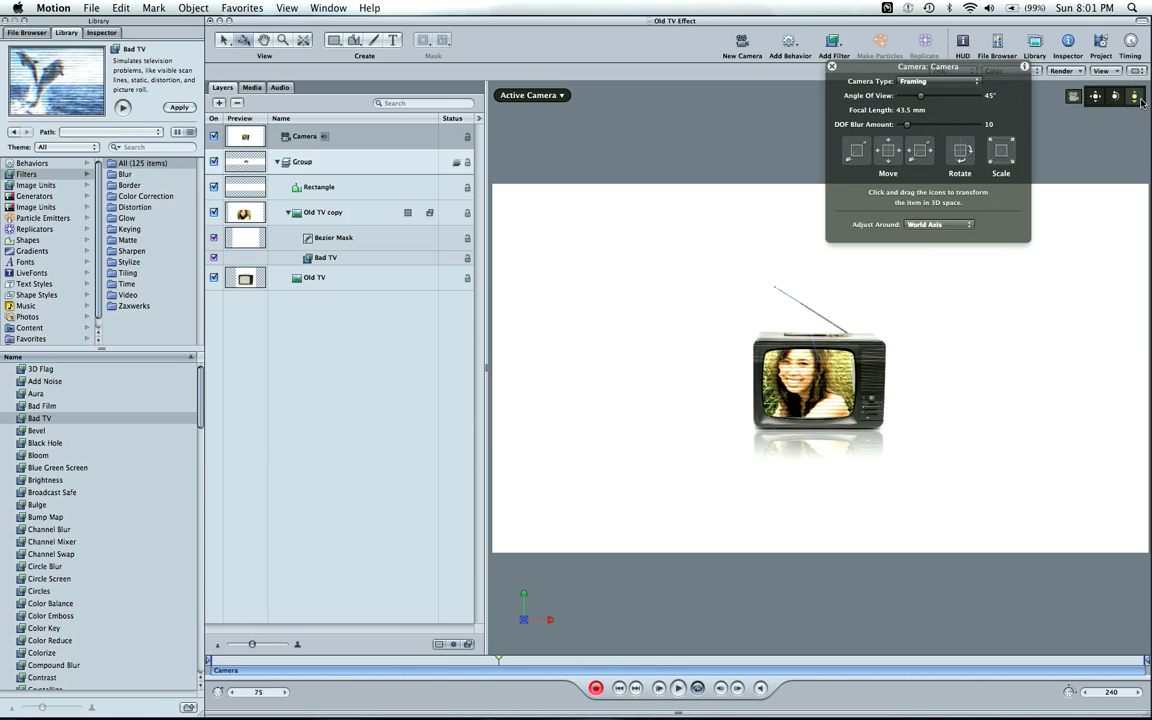 Motion File Edit Mark Object Favorites View Window Help (99%) Sun 8:01 PM
Library
Old TV Effect
File Browser Library Inspector
Bad TV
Simulates television
problems, like visible scan
lines, static, distortion, and
picture roll.
Apply
Path:
Theme: All Search
Behaviors
Filters
Image Units
Generators
Image Units
Particle Emitters
Replicators
Shapes
Gradients
Fonts
LiveFonts
Text Styles
Shape Styles
Music
Photos
Content
Favorites
All (125 items)
Blur
Border
Color Correction
Distortion
Glow
Keying
Matte
Sharpen
Stylize
Tiling
Time
Video
Zaxwerks
Name
3D Flag
Add Noise
Aura
Bad Film
Bad TV
Bevel
Black Hole
Bloom
Blue Green Screen
Brightness
Broadcast Safe
Bulge
Bump Map
Channel Blur
Channel Mixer
Channel Swap
Circle Blur
Circle Screen
Circles
Color Balance
Color Emboss
Color Key
Color Reduce
Colorize
Compound Blur
Contrast
Crystallize
T
View Create Mask
New Camera Add Behavior Add Filter Make Particles Replicate HUD File Browser Library Inspector Project Timing
Layers Media Audio
Search
On Preview Name Status
Camera
Group
Rectangle
Old TV copy
Bezier Mask
Bad TV
Old TV
Color Render View
Active Camera
Camera: Camera
Camera Type: Framing
Angle Of View: 45°
Focal Length: 43.5 mm
DOF Blur Amount: 10
Move Rotate Scale
Click and drag the icons to transform
the item in 3D space.
Adjust Around: World Axis
Camera
75
240